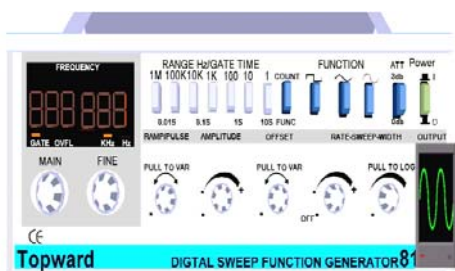 FREQUENCY
GATE OVFL KHz Hz
MAIN FINE
RANGE Hz/GATE TIME FUNCTION ATT Power
1M 100K 10K 1K 100 10 1 COUNT 3db I
0.01S 0.1S 1S 10S FUNC 0db O
RAMP/PULSE AMPLITUDE OFFSET RATE-SWEEP-WIDTH OUTPUT
PULL TO VAR PULL TO VAR PULL TO LOG
- + - + OFF
CE
Topward DIGTAL SWEEP FUNCTION GENERATOR 81